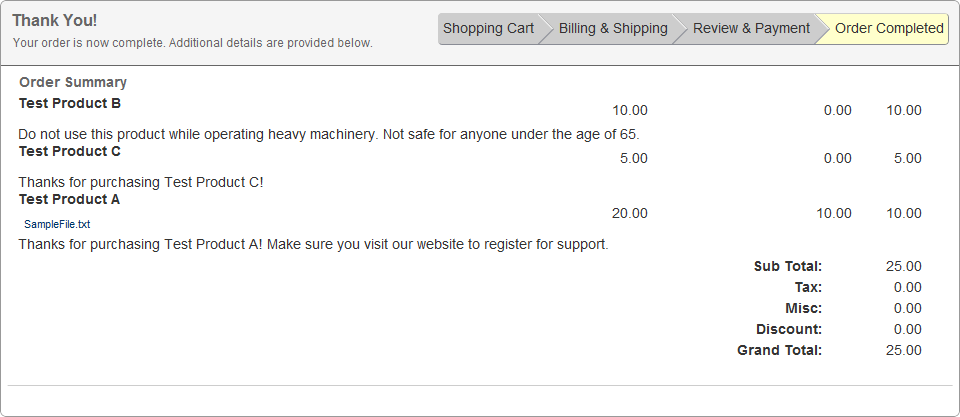 Thank You!
Your order is now complete. Additional details are provided below.
Shopping Cart Billing & Shipping Review & Payment Order Completed
Order Summary
Test Product B
10.00 0.00 10.00
Do not use this product while operating heavy machinery. Not safe for anyone under the age of 65.
Test Product C
5.00 0.00 5.00
Thanks for purchasing Test Product C!
Test Product A
20.00 10.00 10.00
SampleFile.txt
Thanks for purchasing Test Product A! Make sure you visit our website to register for support.
Sub Total: 25.00
Tax: 0.00
Misc: 0.00
Discount: 0.00
Grand Total: 25.00